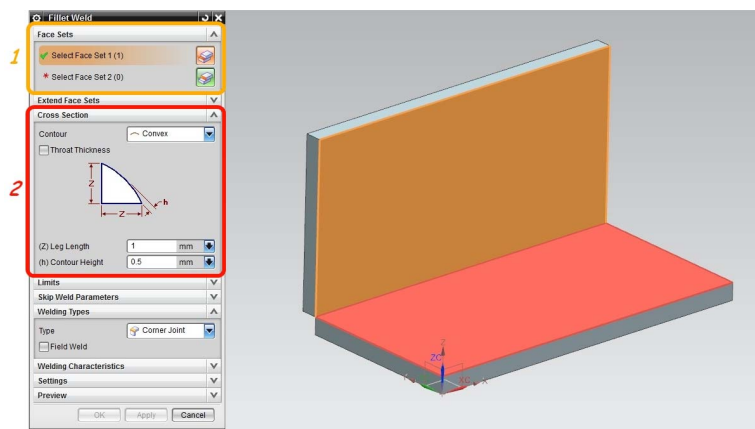 Fillet Weld
Face Sets
1
Select Face Set 1 (1)
* Select Face Set 2 (0)
Extend Face Sets
Cross Section
2
Contour
Convex
Throat Thickness
Z
h
Z
(Z) Leg Length 1 mm
(h) Contour Height 0.5 mm
Limits
Skip Weld Parameters
Welding Types
Type Corner Joint
Field Weld
Welding Characteristics
Settings
Preview
OK Apply Cancel
Z
ZC
XC X